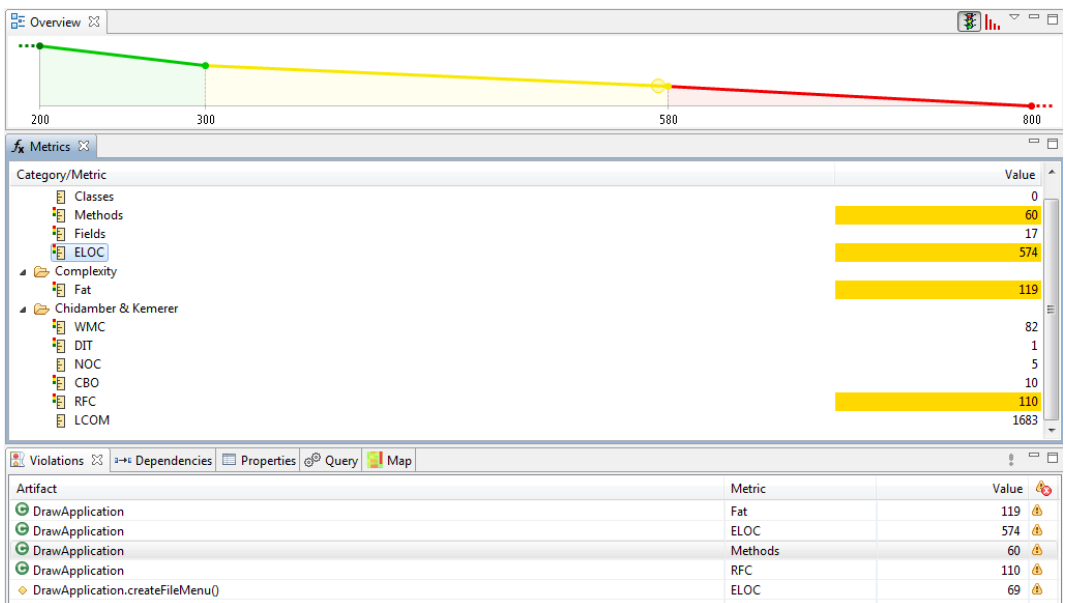 Overview
200 300 580 800
fx Metrics
Category/Metric Value
Classes 0
Methods 60
Fields 17
ELOC 574
Complexity
Fat 119
Chidamber & Kemerer
WMC 82
DIT 1
NOC 5
CBO 10
RFC 110
LCOM 1683
Violations Dependencies Properties Query Map
Artifact Metric Value
DrawApplication Fat 119
DrawApplication ELOC 574
DrawApplication Methods 60
DrawApplication RFC 110
DrawApplication.createFileMenu() ELOC 69